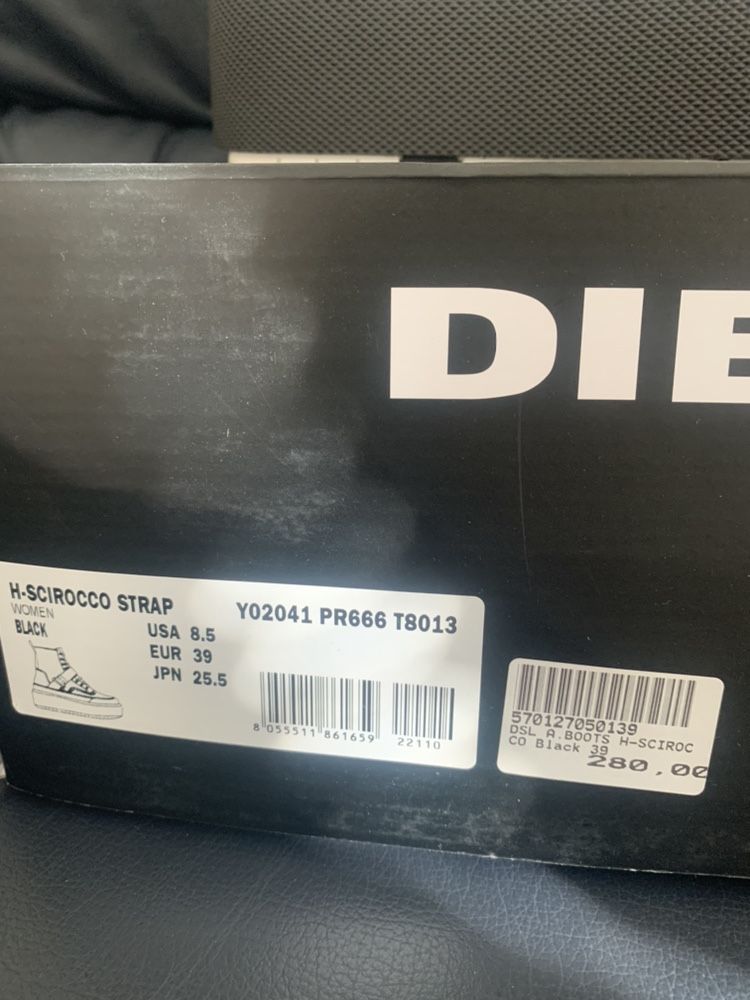 DIE
H-SCIROCCO STRAP
WOMEN
BLACK
USA 8.5
EUR 39
JPN 25.5
Y02041 PR666 T8013
8 055511 861659
22110
570127050139
DSL A.BOOTS H-SCIROC
CO Black 39
280,00